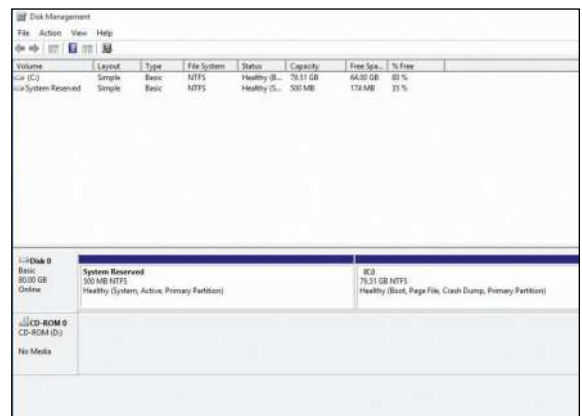 Disk Management
File Action View Help
Volume Layout Type File System Status Capacity Free Spa... % Free
(C:) Simple Basic NTFS Healthy (B... 79.51 GB 64.00 GB 80 %
System Reserved Simple Basic NTFS Healthy (S... 500 MB 174 MB 35 %
Disk 0
Basic
80.00 GB
Online
System Reserved
500 MB NTFS
Healthy (System, Active, Primary Partition)
(C:)
79.51 GB NTFS
Healthy (Boot, Page File, Crash Dump, Primary Partition)
CD-ROM 0
CD-ROM (D:)
No Media